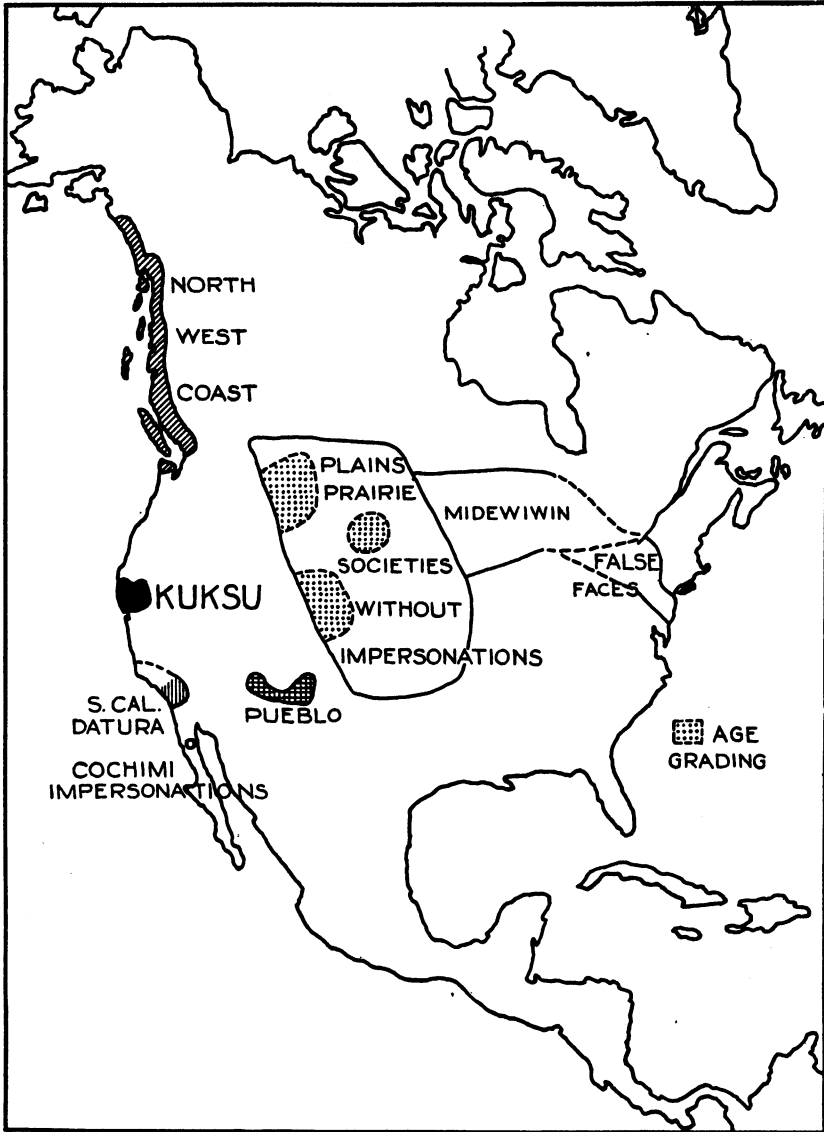 NORTH
WEST
COAST
PLAINS
PRAIRIE
MIDEWIWIN
SOCIETIES
FALSE
FACES
KUKSU
WITHOUT
IMPERSONATIONS
S. CAL.
DATURA
PUEBLO
COCHIMI
IMPERSONATIONS
AGE
GRADING